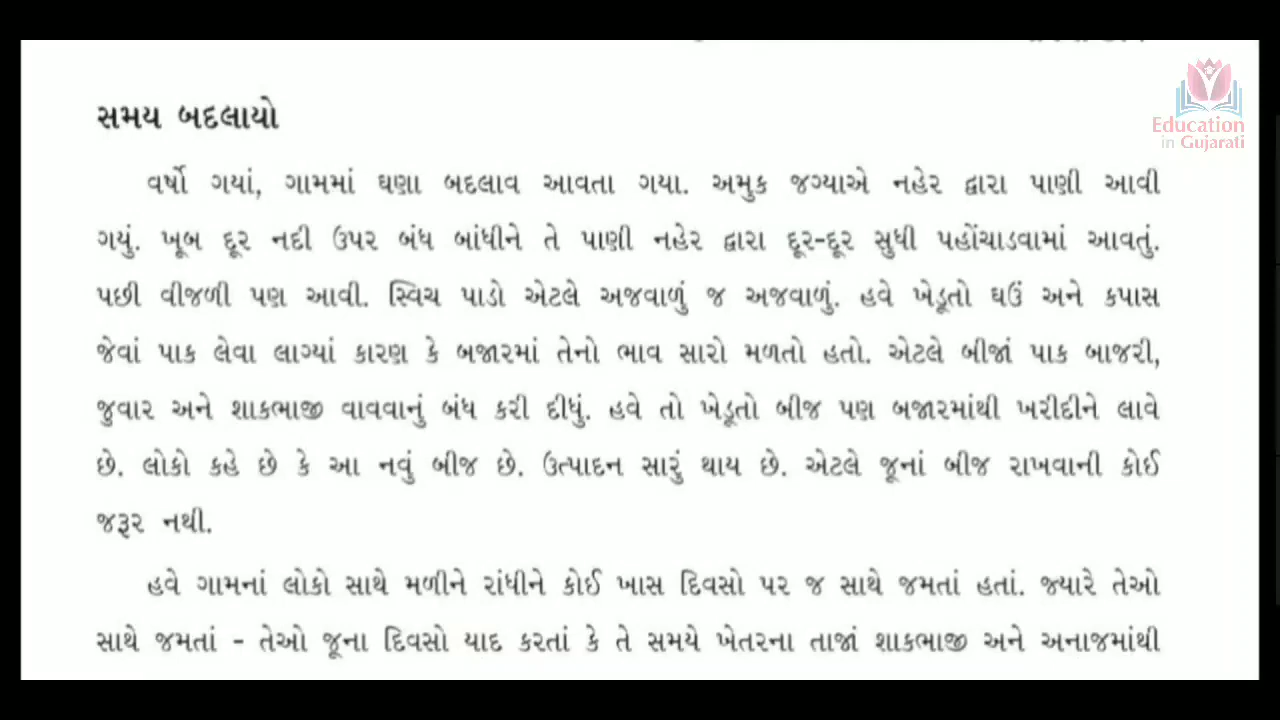 સમય બદલાયો
Education
in Gujarati
વર્ષો ગયાં, ગામમાં ઘણા બદલાવ આવતા ગયા. અમુક જગ્યાએ નહેર દ્વારા પાણી આવી
ગયું. ખૂબ દૂર નદી ઉપર બંધ બાંધીને તે પાણી નહેર દ્વારા દૂર-દૂર સુધી પહોંચાડવામાં આવતું.
પછી વીજળી પણ આવી. સ્વિચ પાડો એટલે અજવાળું જ અજવાળું. હવે ખેડૂતો ઘઉં અને કપાસ
જેવાં પાક લેવા લાગ્યાં કારણ કે બજારમાં તેનો ભાવ સારો મળતો હતો. એટલે બીજાં પાક બાજરી,
જુવાર અને શાકભાજી વાવવાનું બંધ કરી દીધું. હવે તો ખેડૂતો બીજ પણ બજારમાંથી ખરીદીને લાવે
છે. લોકો કહે છે કે આ નવું બીજ છે. ઉત્પાદન સારું થાય છે. એટલે જૂનાં બીજ રાખવાની કોઈ
જરૂર નથી.
હવે ગામનાં લોકો સાથે મળીને રાંધીને કોઈ ખાસ દિવસો પર જ સાથે જમતાં હતાં. જ્યારે તેઓ
સાથે જમતાં - તેઓ જૂના દિવસો યાદ કરતાં કે તે સમયે ખેતરના તાજાં શાકભાજી અને અનાજમાંથી